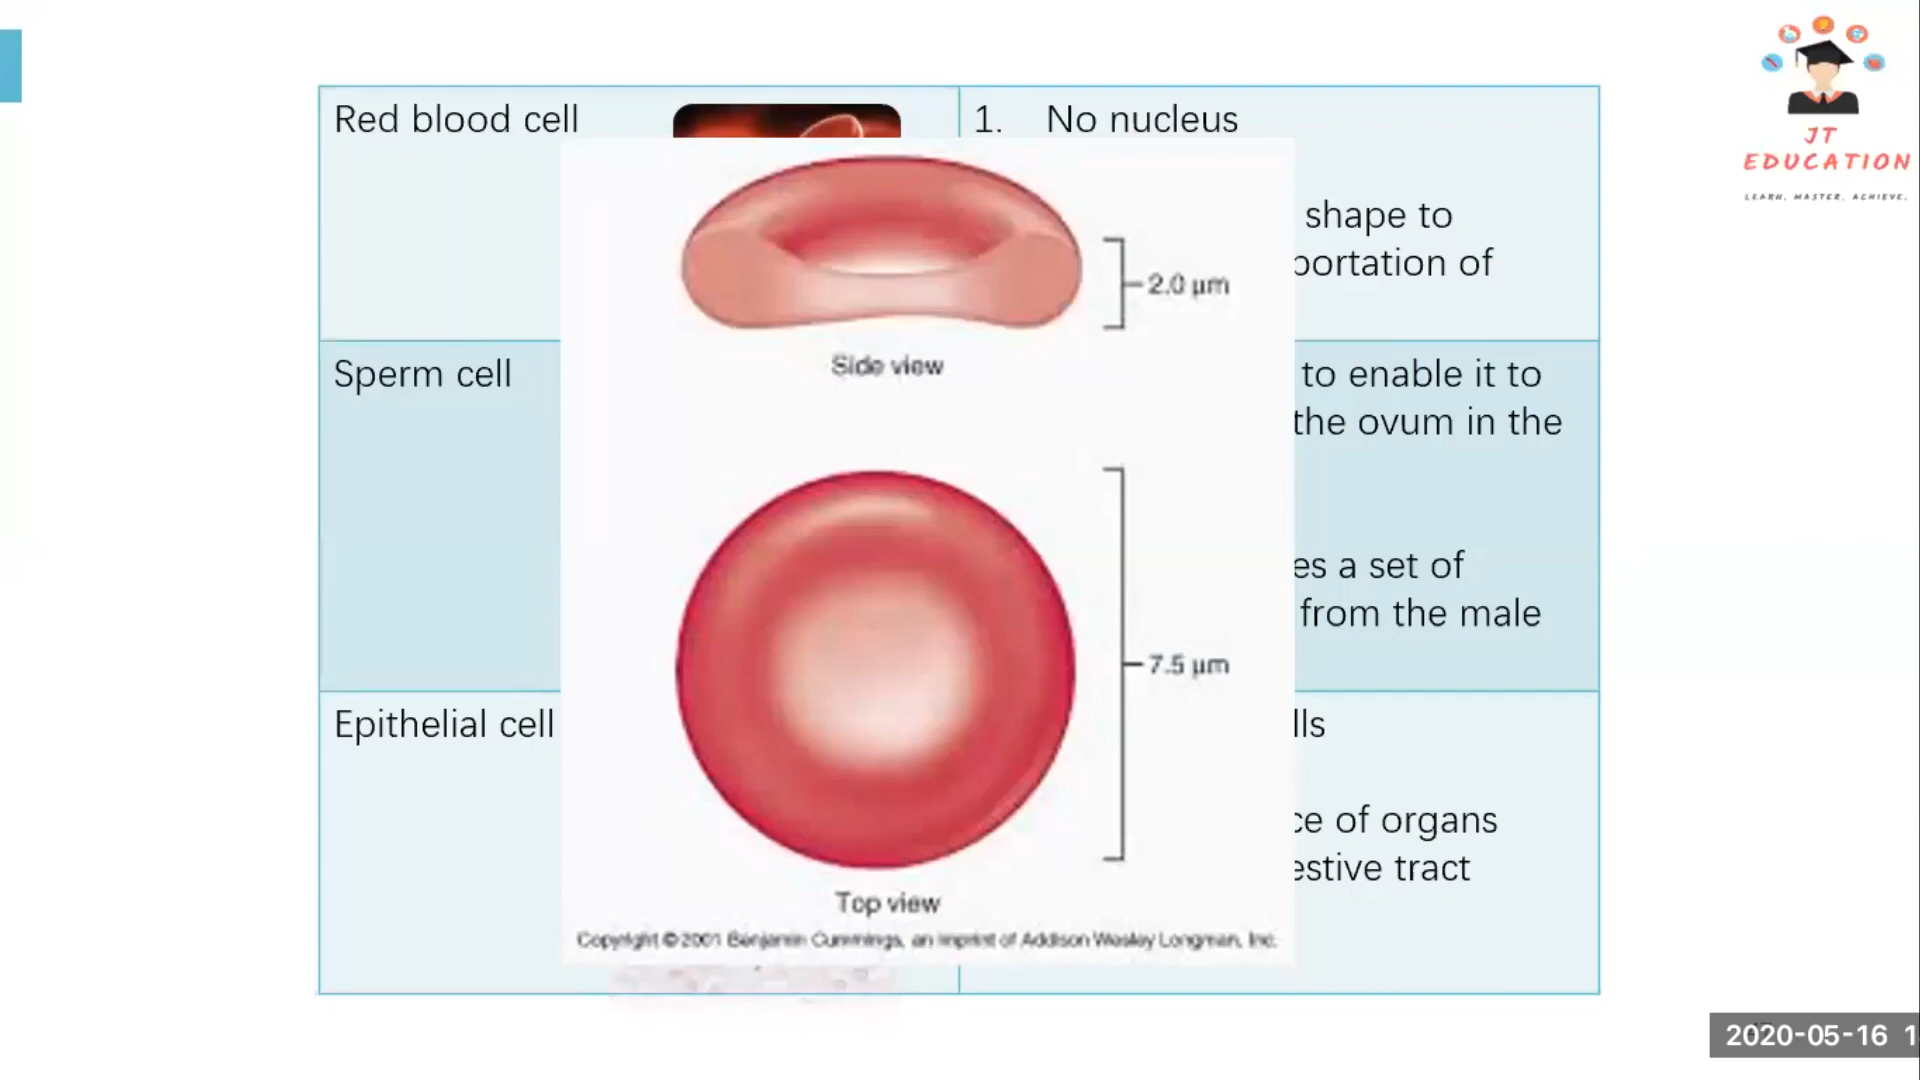 Red blood cell
1. No nucleus
shape to
portation of
2.0 µm
Side view
Sperm cell
to enable it to
the ovum in the
es a set of
from the male
7.5 µm
Epithelial cell
lls
ce of organs
estive tract
Top view
Copyright © 2001 Benjamin Cummings, an imprint of Addison Wesley Longman, Inc.
JT
EDUCATION
LEARN. MASTER. ACHIEVE.
2020-05-16 1